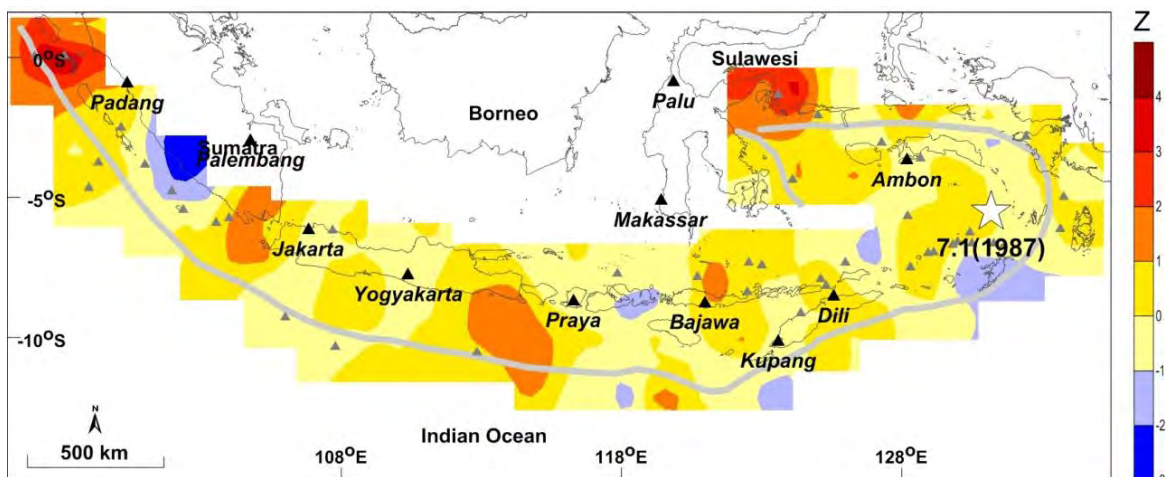 Z
0°S
Sulawesi
Padang
Palu
Borneo
Sumatra
Palembang
Ambon
-5°S
Makassar
Jakarta
7.1(1987)
Yogyakarta
Praya
Bajawa
Dili
-10°S
Kupang
N
Indian Ocean
500 km
108°E
118°E
128°E
4
3
2
1
0
-1
-2